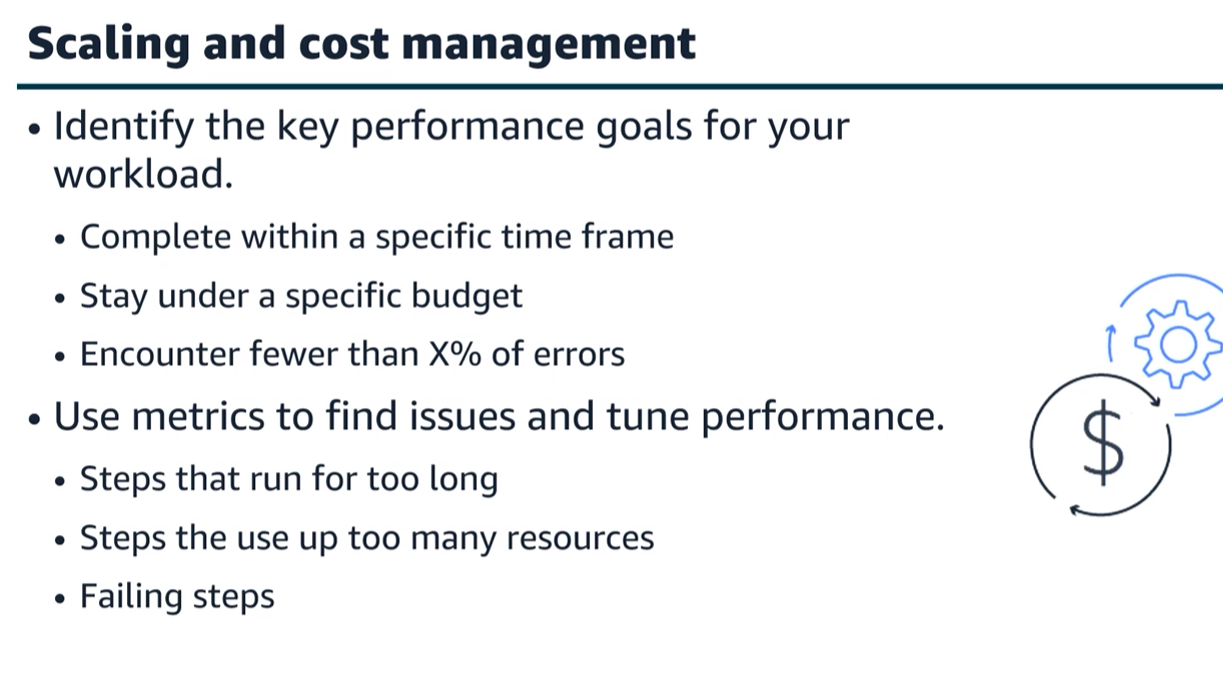 Scaling and cost management
• Identify the key performance goals for your
workload.
• Complete within a specific time frame
• Stay under a specific budget
• Encounter fewer than X% of errors
• Use metrics to find issues and tune performance.
• Steps that run for too long
• Steps the use up too many resources
• Failing steps
$